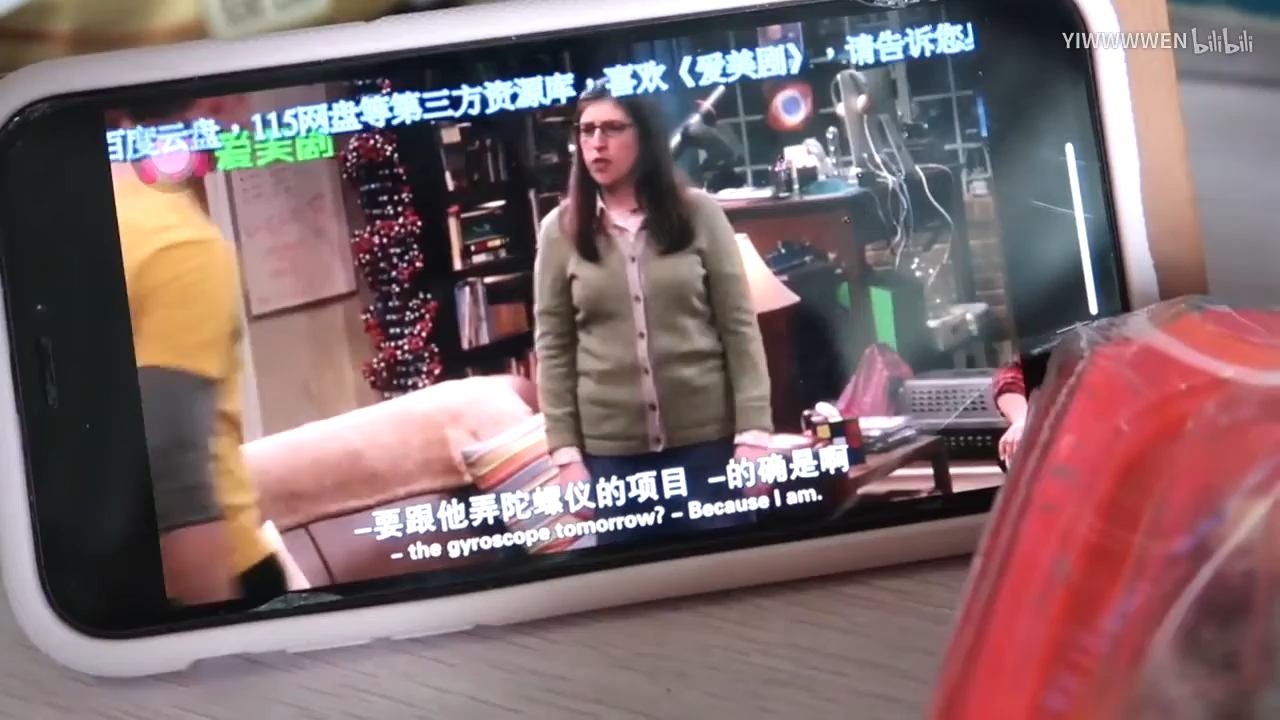 YIWWWWEN bilibili
百度云盘，115网盘等第三方资源库，喜欢《爱美剧》，请告诉您
爱美剧
–要跟他弄陀螺仪的项目 –的确是啊
– the gyroscope tomorrow? – Because I am.